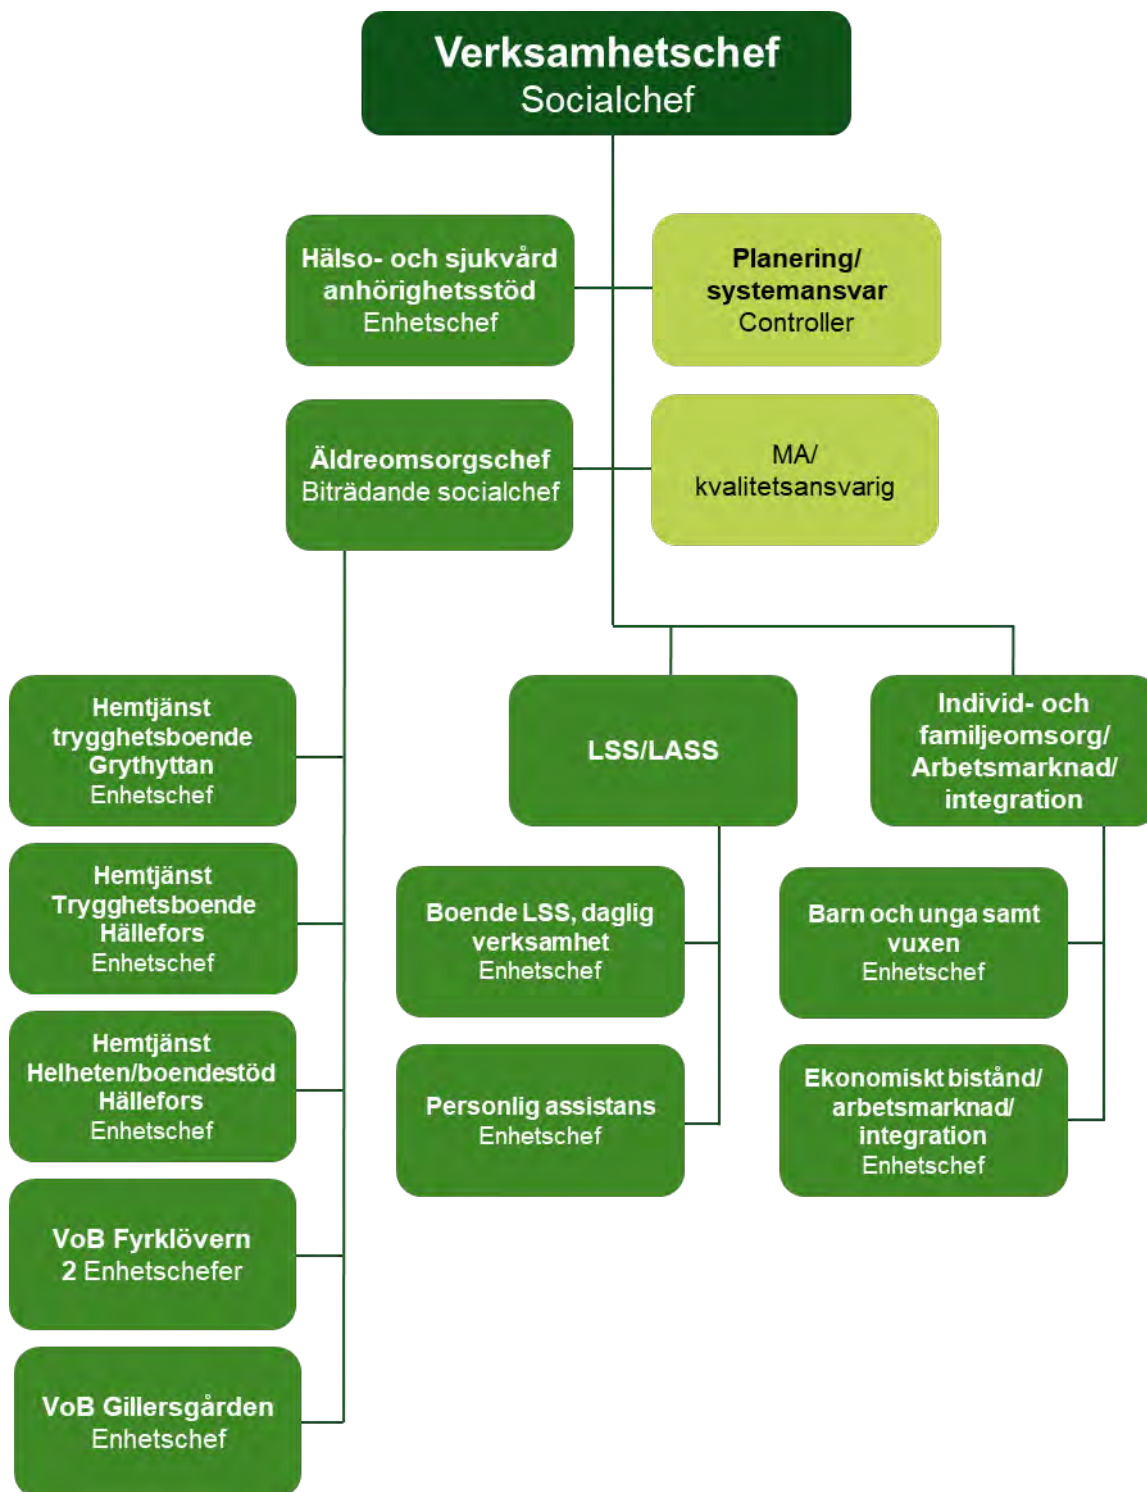 Verksamhetschef
Socialchef
Hälso- och sjukvård
anhörighetsstöd
Enhetschef
Planering/
systemansvar
Controller
Äldreomsorgschef
Biträdande socialchef
MA/
kvalitetsansvarig
Hemtjänst
trygghetsboende
Grythyttan
Enhetschef
Hemtjänst
Trygghetsboende
Hällefors
Enhetschef
Hemtjänst
Helheten/boendestöd
Hällefors
Enhetschef
VoB Fyrklövern
2 Enhetschefer
VoB Gillersgården
Enhetschef
LSS/LASS
Boende LSS, daglig
verksamhet
Enhetschef
Personlig assistans
Enhetschef
Individ- och
familjeomsorg/
Arbetsmarknad/
integration
Barn och unga samt
vuxen
Enhetschef
Ekonomiskt bistånd/
arbetsmarknad/
integration
Enhetschef